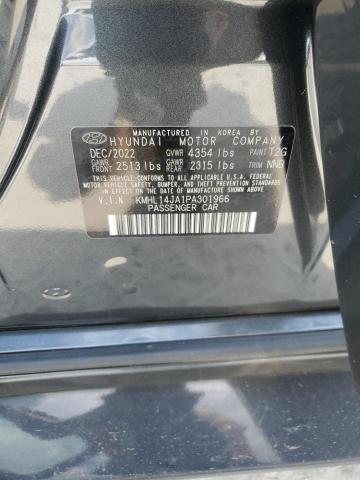 MANUFACTURED IN KOREA BY
HYUNDAI MOTOR COMPANY
DEC/2022 GVWR 4354 lbs PAINT T2G
GAWR FRONT 2513 lbs GAWR REAR 2315 lbs TRIM NNB
THIS VEHICLE CONFORMS TO ALL APPLICABLE U.S. FEDERAL
MOTOR VEHICLE SAFETY, BUMPER, AND THEFT PREVENTION STANDARDS
IN EFFECT ON THE DATE OF MANUFACTURE SHOWN ABOVE.
V.I.N KMHL14JA1PA301966
PASSENGER CAR